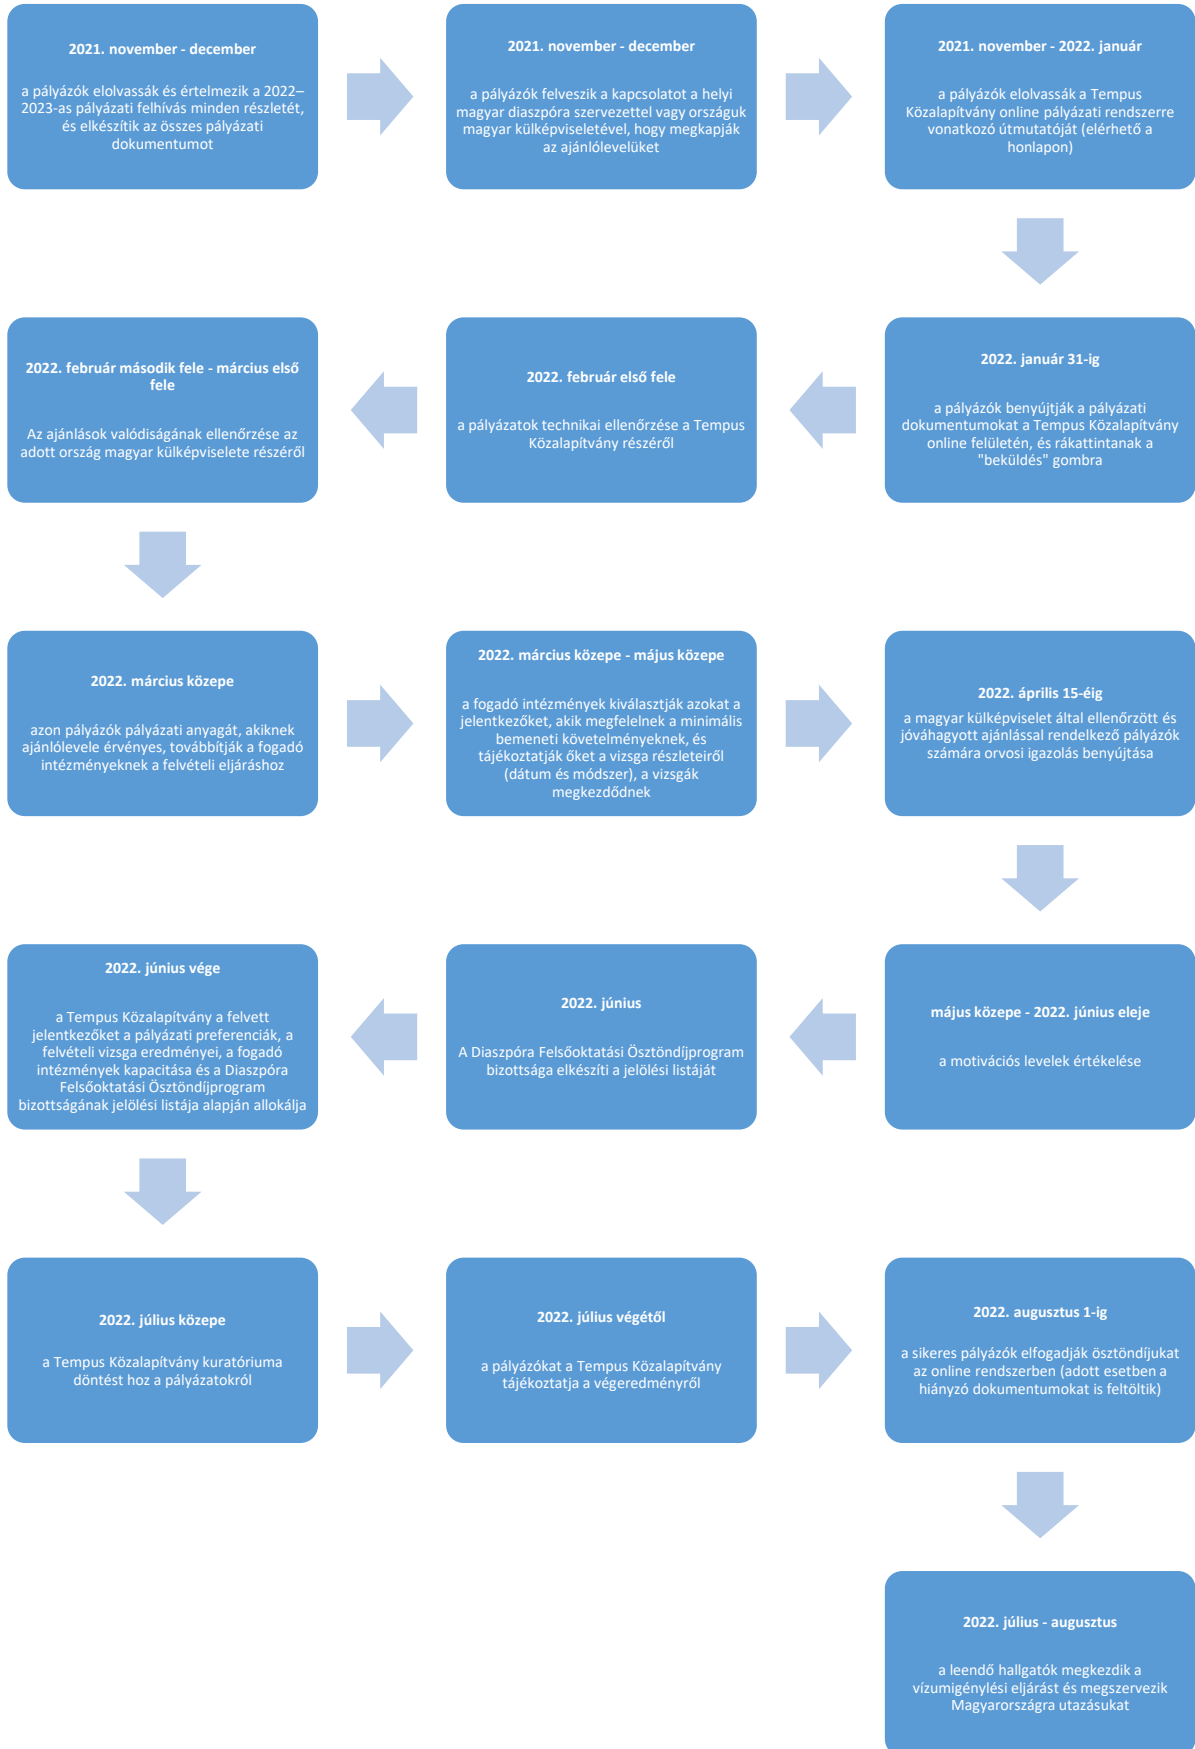 2021. november - december
a pályázók elolvassák és értelmezik a 2022–
2023-as pályázati felhívás minden részletét,
és elkészítik az összes pályázati
dokumentumot
2021. november - december
a pályázók felveszik a kapcsolatot a helyi
magyar diaszpóra szervezettel vagy országuk
magyar külképviseletével, hogy megkapják
az ajánlólevelüket
2021. november - 2022. január
a pályázók elolvassák a Tempus
Közalapítvány online pályázati rendszerre
vonatkozó útmutatóját (elérhető a
honlapon)
2022. január 31-ig
a pályázók benyújtják a pályázati
dokumentumokat a Tempus Közalapítvány
online felületén, és rákattintanak a
"beküldés" gombra
2022. február első fele
a pályázatok technikai ellenőrzése a Tempus
Közalapítvány részéről
2022. február második fele - március első
fele
Az ajánlások valódiságának ellenőrzése az
adott ország magyar külképviselete részéről
2022. március közepe
azon pályázók pályázati anyagát, akiknek
ajánlólevele érvényes, továbbítják a fogadó
intézményeknek a felvételi eljáráshoz
2022. március közepe - május közepe
a fogadó intézmények kiválasztják azokat a
jelentkezőket, akik megfelelnek a minimális
bemeneti követelményeknek, és
tájékoztatják őket a vizsga részleteiről
(dátum és módszer), a vizsgák
megkezdődnek
2022. április 15-éig
a magyar külképviselet által ellenőrzött és
jóváhagyott ajánlással rendelkező pályázók
számára orvosi igazolás benyújtása
május közepe - 2022. június eleje
a motivációs levelek értékelése
2022. június
A Diaszpóra Felsőoktatási Ösztöndíjprogram
bizottsága elkészíti a jelölési listáját
2022. június vége
a Tempus Közalapítvány a felvett
jelentkezőket a pályázati preferenciák, a
felvételi vizsga eredményei, a fogadó
intézmények kapacitása és a Diaszpóra
Felsőoktatási Ösztöndíjprogram
bizottságának jelölési listája alapján allokálja
2022. július közepe
a Tempus Közalapítvány kuratóriuma
döntést hoz a pályázatokról
2022. július végétől
a pályázókat a Tempus Közalapítvány
tájékoztatja a végeredményről
2022. augusztus 1-ig
a sikeres pályázók elfogadják ösztöndíjukat
az online rendszerben (adott esetben a
hiányzó dokumentumokat is feltöltik)
2022. július - augusztus
a leendő hallgatók megkezdik a
vízumigénylési eljárást és megszervezik
Magyarországra utazásukat